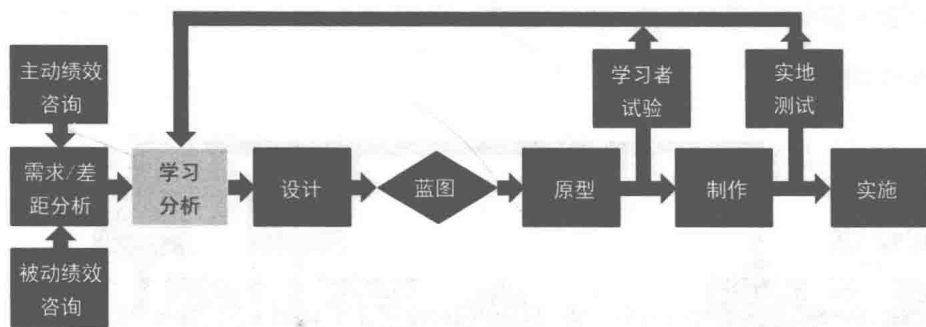 主动绩效
咨询
学习者
试验
实地
测试
需求/差
距分析
学习
分析
设计
蓝图
原型
制作
实施
被动绩效
咨询